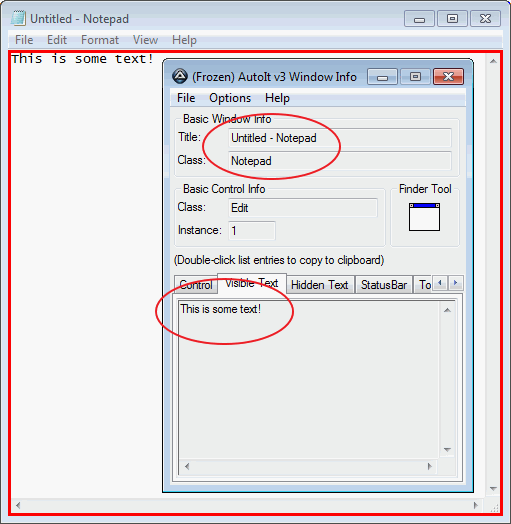 Untitled - Notepad
File Edit Format View Help
This is some text!
(Frozen) AutoIt v3 Window Info
File Options Help
Basic Window Info
Title: Untitled - Notepad
Class: Notepad
Basic Control Info
Finder Tool
Class: Edit
Instance: 1
(Double-click list entries to copy to clipboard)
Control Visible Text Hidden Text StatusBar To
This is some text!